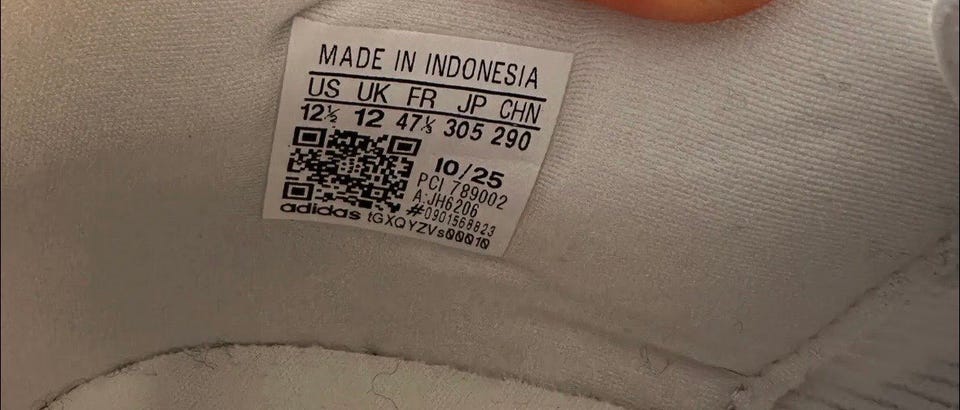 MADE IN INDONESIA
US UK FR JP CHN
12½ 12 47⅓ 305 290
10/25
PCI 789002
A:JH6206
#0901568823
adidas tGXQYZVs00010